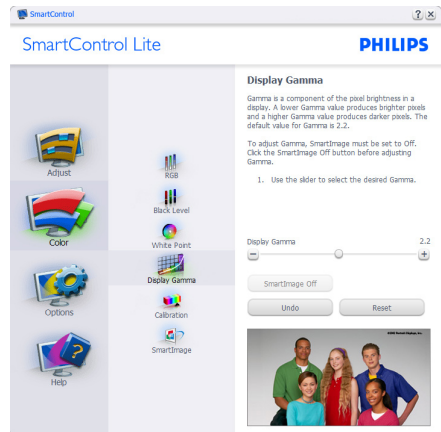 SmartControl
SmartControl Lite
PHILIPS
Adjust
Color
Options
Help
RGB
Black Level
White Point
Display Gamma
Calibration
SmartImage
Display Gamma
Gamma is a component of the pixel brightness in a
display. A lower Gamma value produces brighter pixels
and a higher Gamma value produces darker pixels. The
default value for Gamma is 2.2.
To adjust Gamma, SmartImage must be set to Off.
Click the SmartImage Off button before adjusting
Gamma.
1. Use the slider to select the desired Gamma.
Display Gamma 2.2
SmartImage Off
Undo Reset